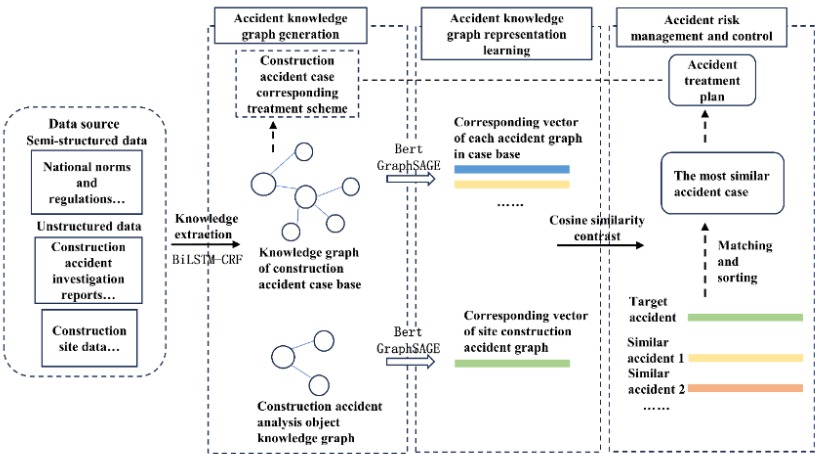 Accident knowledge
graph generation
Accident knowledge
graph representation
learning
Accident risk
management and control
Data source
Semi-structured data
National norms
and
regulations…
Unstructured data
Construction
accident
investigation
reports…
Construction
site data…
Knowledge
extraction
BiLSTM-CRF
Construction
accident case
corresponding
treatment scheme
Knowledge graph
of construction
accident case base
Construction accident
analysis object
knowledge graph
Bert
GraphSAGE
Bert
GraphSAGE
Corresponding vector
of each accident graph
in case base
……
Corresponding vector
of site construction
accident graph
Cosine similarity
contrast
Accident
treatment
plan
The most similar
accident case
Matching
and
sorting
Target
accident
Similar
accident 1
Similar
accident 2
……